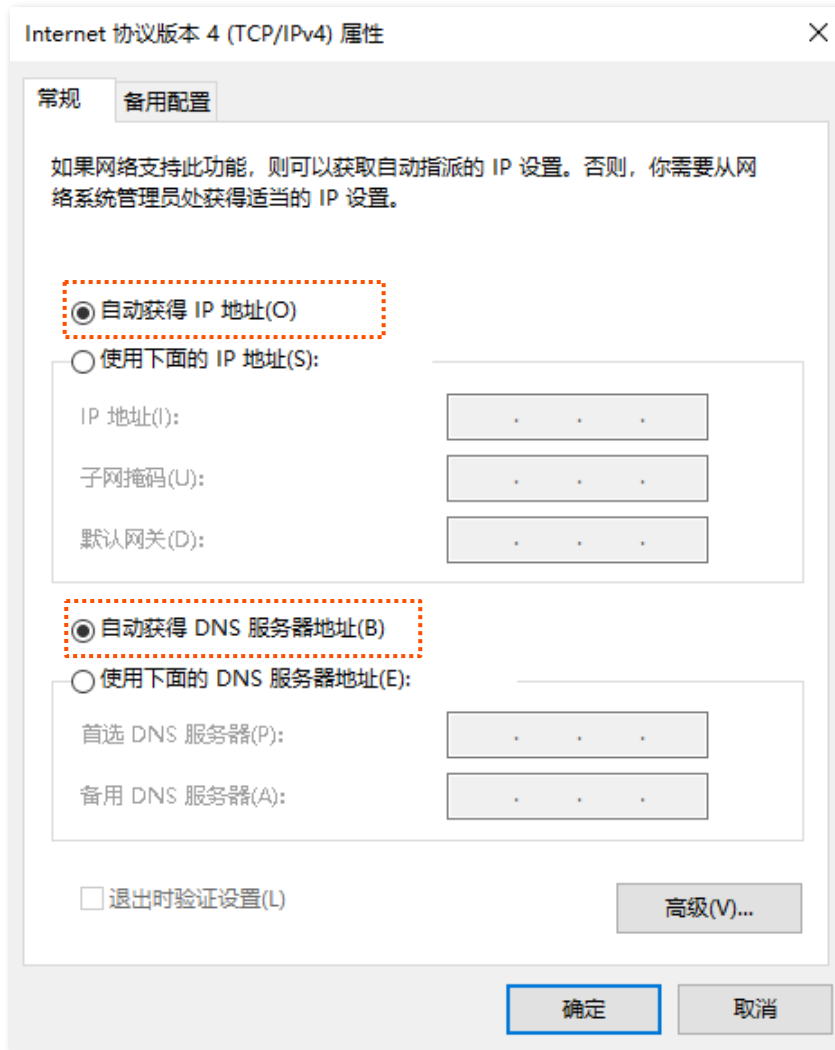 Internet 协议版本 4 (TCP/IPv4) 属性
常规
备用配置
如果网络支持此功能，则可以获取自动指派的 IP 设置。否则，你需要从网
络系统管理员处获得适当的 IP 设置。
自动获得 IP 地址(O)
使用下面的 IP 地址(S):
IP 地址(I):
子网掩码(U):
默认网关(D):
自动获得 DNS 服务器地址(B)
使用下面的 DNS 服务器地址(E):
首选 DNS 服务器(P):
备用 DNS 服务器(A):
退出时验证设置(L)
高级(V)...
确定
取消